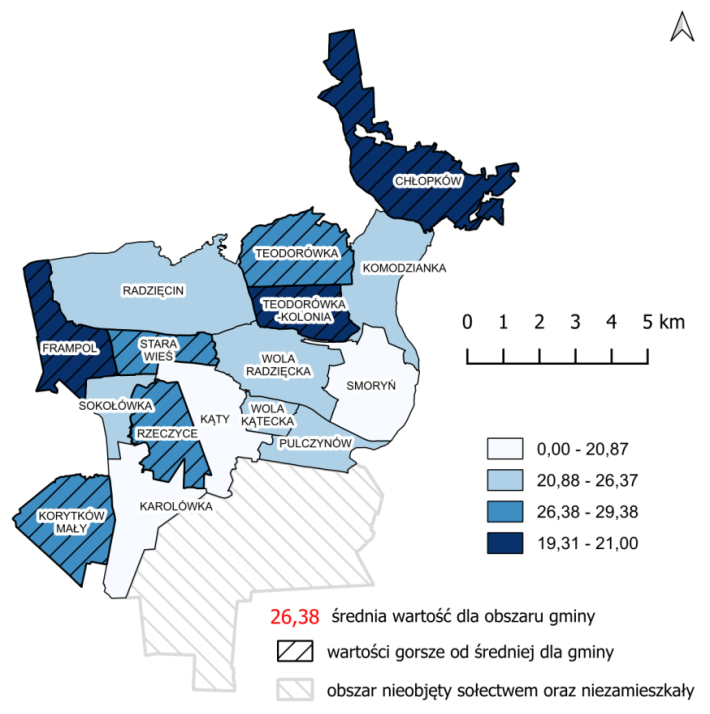 CHŁOPKÓW
TEODORÓWKA
KOMODZIANKA
RADZIĘCIN
TEODORÓWKA
-KOLONIA
0 1 2 3 4 5 km
FRAMPOL
STARA
WIEŚ
WOLA
RADZIĘCKA
SMORYŃ
SOKOŁÓWKA
KĄTY
WOLA
KĄTECKA
RZECZYCE
PULCZYNÓW
0,00 - 20,87
20,88 - 26,37
26,38 - 29,38
19,31 - 21,00
KAROLÓWKA
KORYTKÓW
MAŁY
26,38 średnia wartość dla obszaru gminy
wartości gorsze od średniej dla gminy
obszar nieobjęty sołectwem oraz niezamieszkały